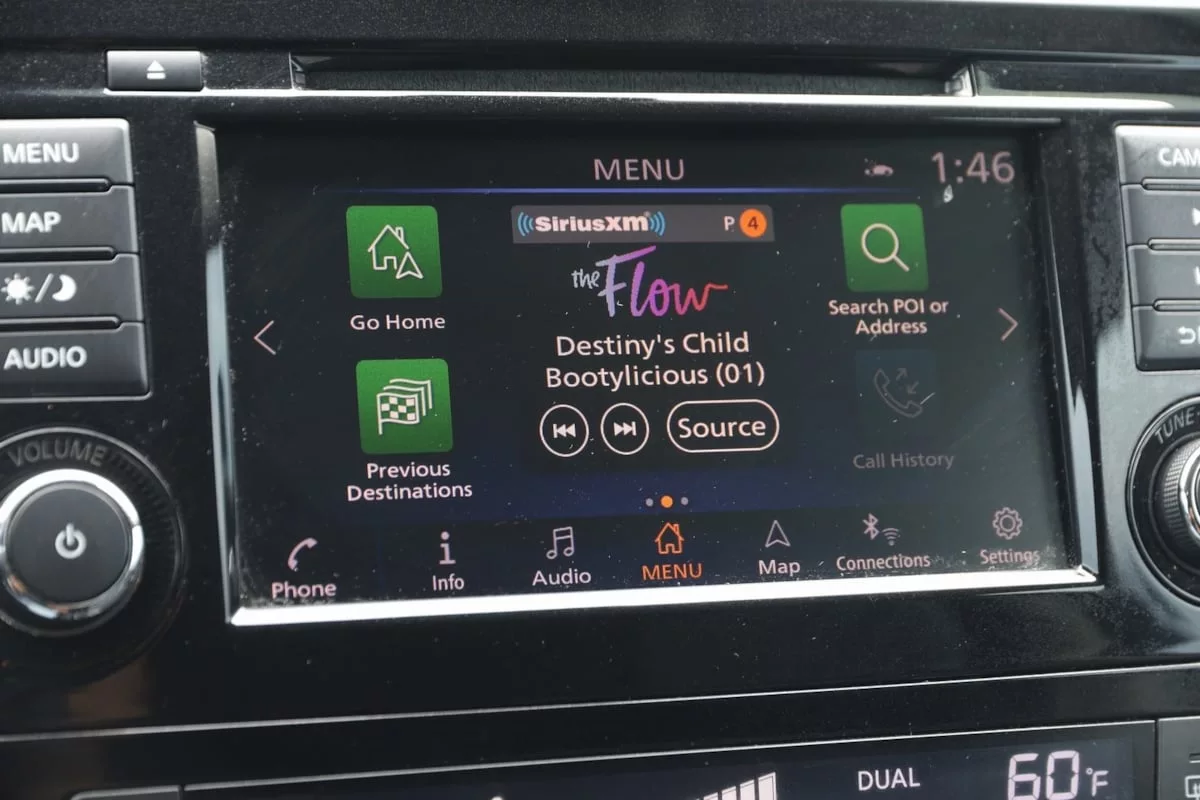 MENU
MAP
AUDIO
VOLUME
MENU
1:46
SiriusXM
P 4
the Flow
Destiny's Child
Bootylicious (01)
Source
Go Home
Previous
Destinations
Search POI or
Address
Call History
Phone
Info
Audio
MENU
Map
Connections
Settings
CAM
TUNE
DUAL
60°F